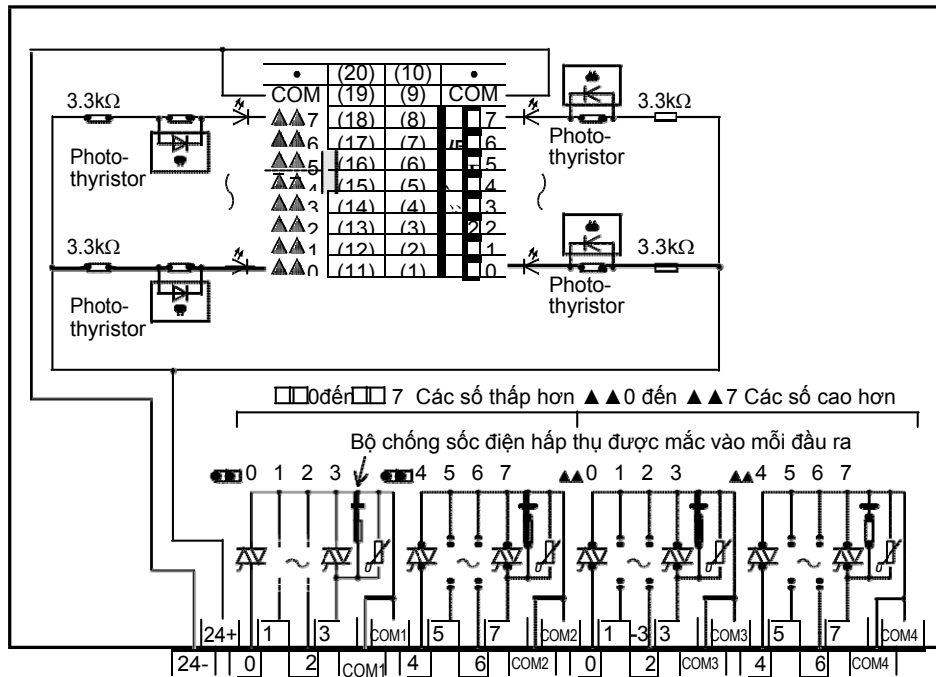 • (20) (10) •
COM (19) (9) COM
3.3kΩ ▲▲7 (18) (8) 7 3.3kΩ
▲▲6 (17) (7) 6
Photo-
thyristor
Photo-
thyristor
▲▲5 (16) (6) 5
▲▲4 (15) (5) 4
▲▲3 (14) (4) 3
▲▲2 (13) (3) 2
▲▲1 (12) (2) 1
3.3kΩ ▲▲0 (11) (1) 0 3.3kΩ
Photo-
thyristor
Photo-
thyristor
□□0đến□□ 7 Các số thấp hơn ▲▲0 đến ▲▲7 Các số cao hơn
Bộ chống sốc điện hấp thụ được mắc vào mỗi đầu ra
0 1 2 3 4 5 6 7 ▲▲0 1 2 3 ▲▲4 5 6 7
24+ 1 3 COM1 5 7 COM2 1 -3 3 COM3 5 7 COM4
24- 0 2 COM1 4 6 COM2 0 2 COM3 4 6 COM4